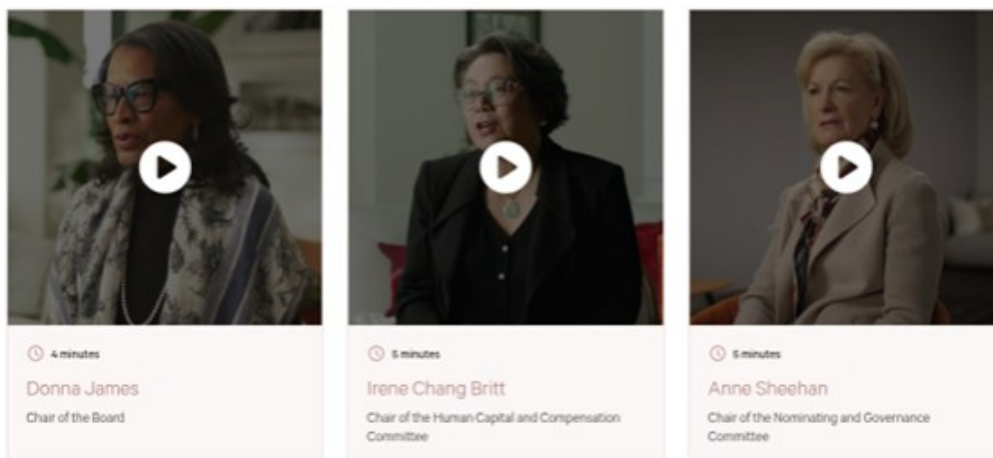 4 minutes
Donna James
Chair of the Board
5 minutes
Irene Chang Britt
Chair of the Human Capital and Compensation
Committee
5 minutes
Anne Sheehan
Chair of the Nominating and Governance
Committee